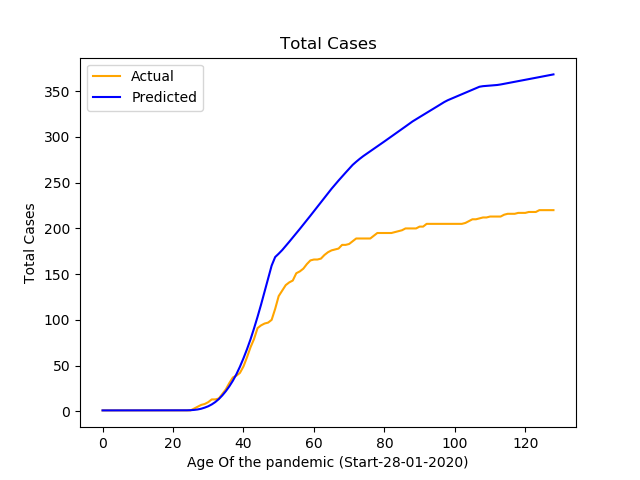 Total Cases
Actual
Predicted
350
300
250
200
150
100
50
0
Total Cases
0 20 40 60 80 100 120
Age Of the pandemic (Start-28-01-2020)